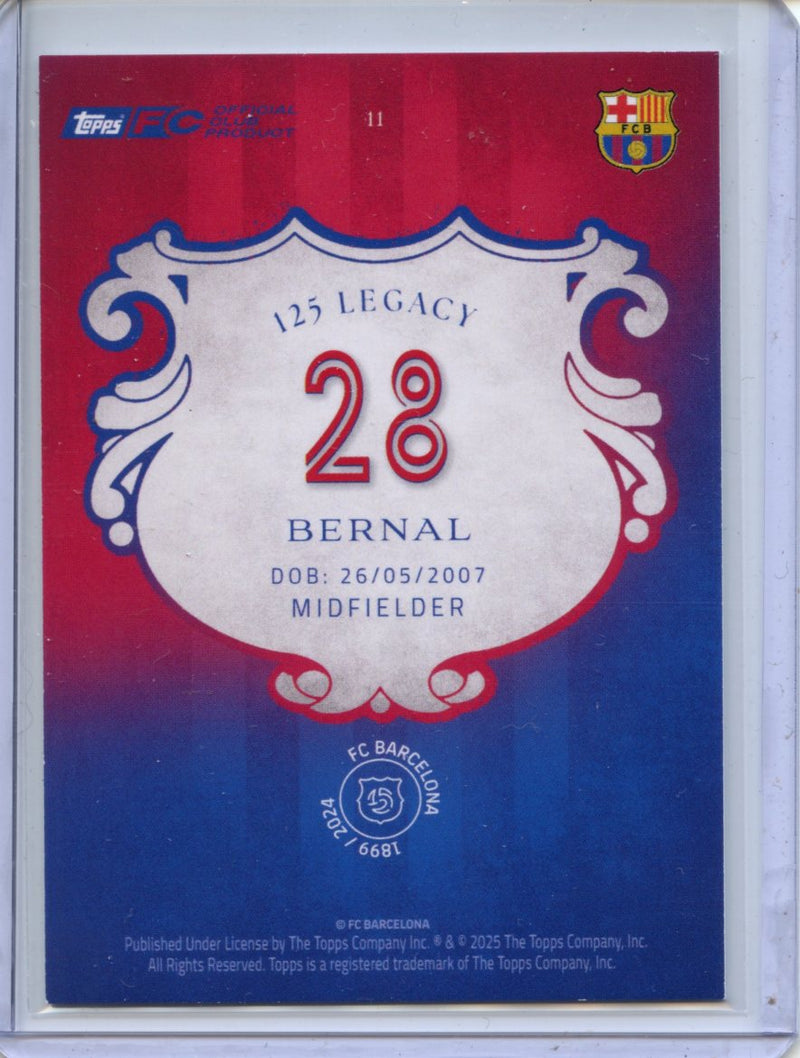 topps FC OFFICIAL
CLUB
PRODUCT
11
FCB
125 LEGACY
28
BERNAL
DOB: 26/05/2007
MIDFIELDER
FC BARCELONA
125
1899 / 2024
© FC BARCELONA
Published Under License by The Topps Company Inc. ® & © 2025 The Topps Company, Inc.
All Rights Reserved. Topps is a registered trademark of The Topps Company, Inc.